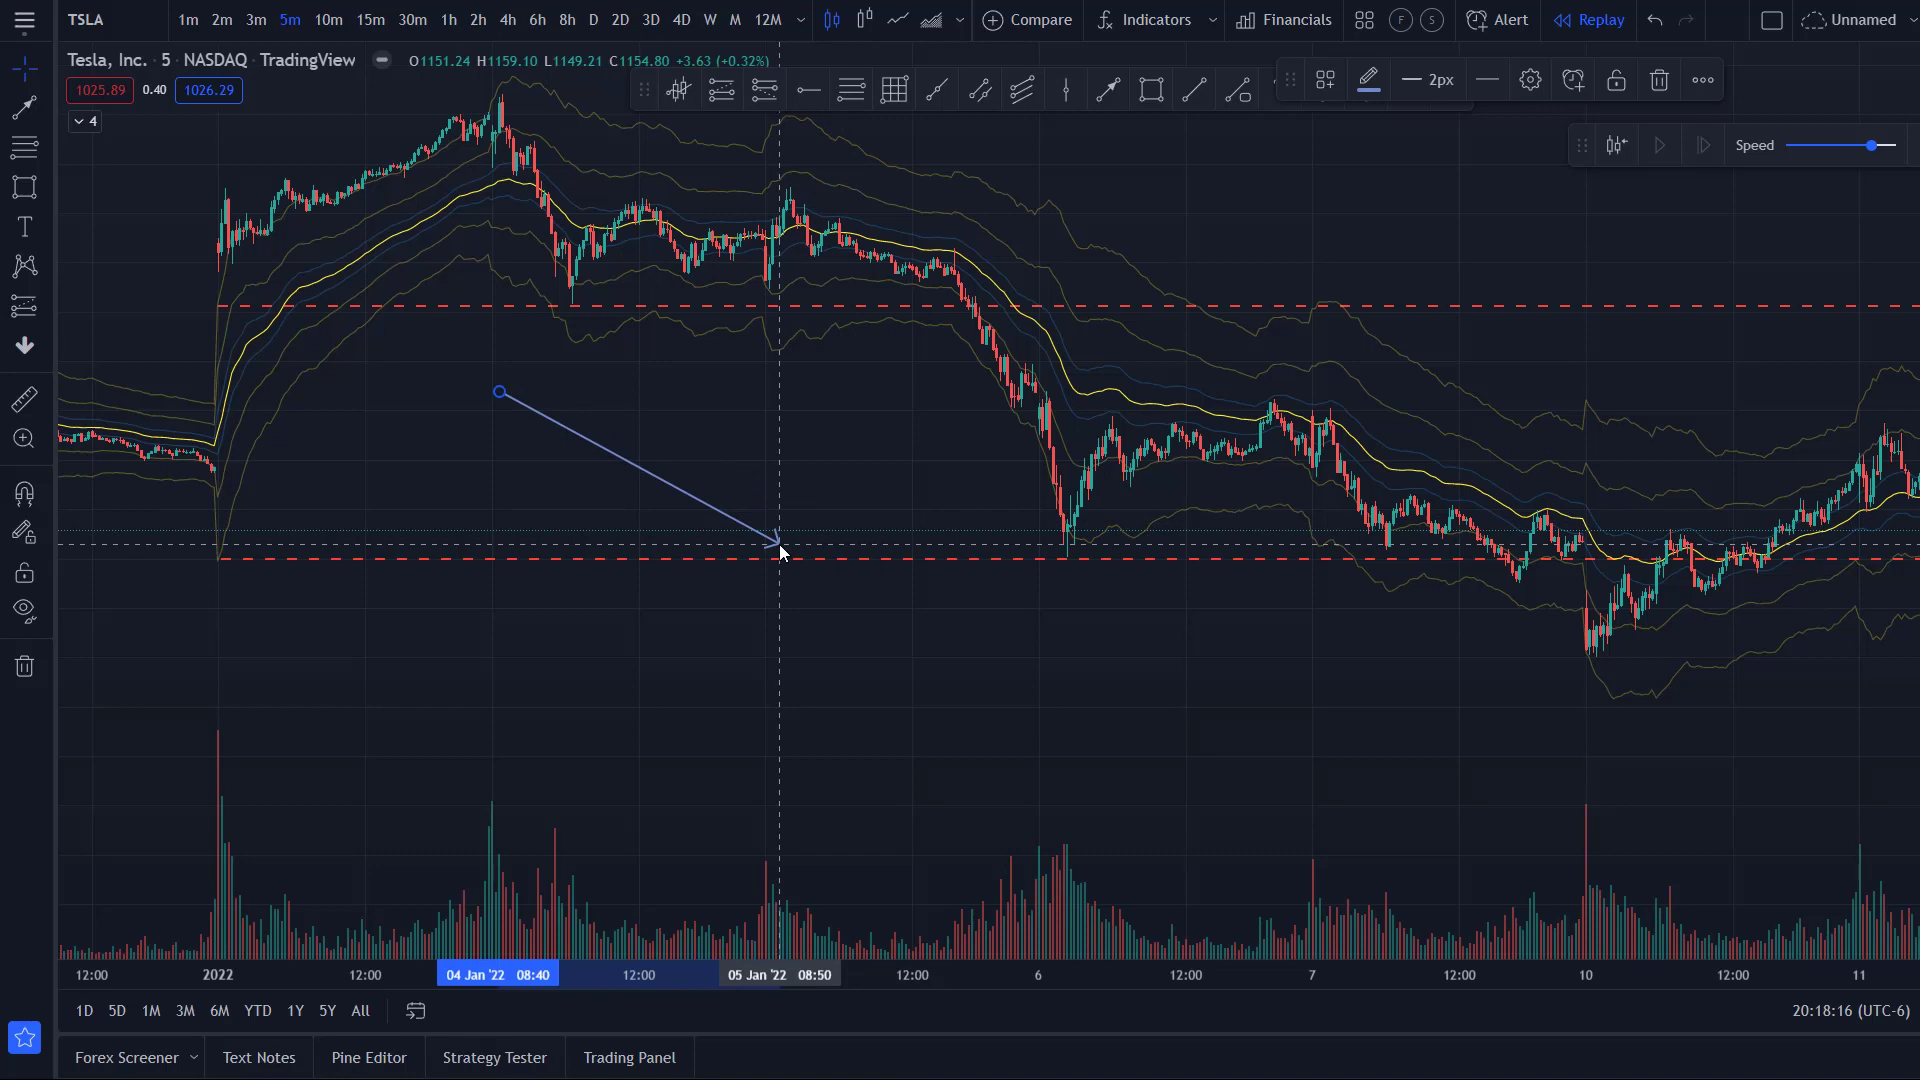 TSLA 1m 2m 3m 5m 10m 15m 30m 1h 2h 4h 6h 8h D 2D 3D 4D W M 12M Compare Indicators Financials F S Alert Replay Unnamed
Tesla, Inc. · 5 · NASDAQ · TradingView O1151.24 H1159.10 L1149.21 C1154.80 +3.63 (+0.32%)
1025.89 0.40 1026.29
2px
4
Speed
12:00 2022 12:00 04 Jan '22 08:40 12:00 05 Jan '22 08:50 12:00 6 12:00 7 12:00 10 12:00 11
1D 5D 1M 3M 6M YTD 1Y 5Y All 20:18:16 (UTC-6)
Forex Screener Text Notes Pine Editor Strategy Tester Trading Panel